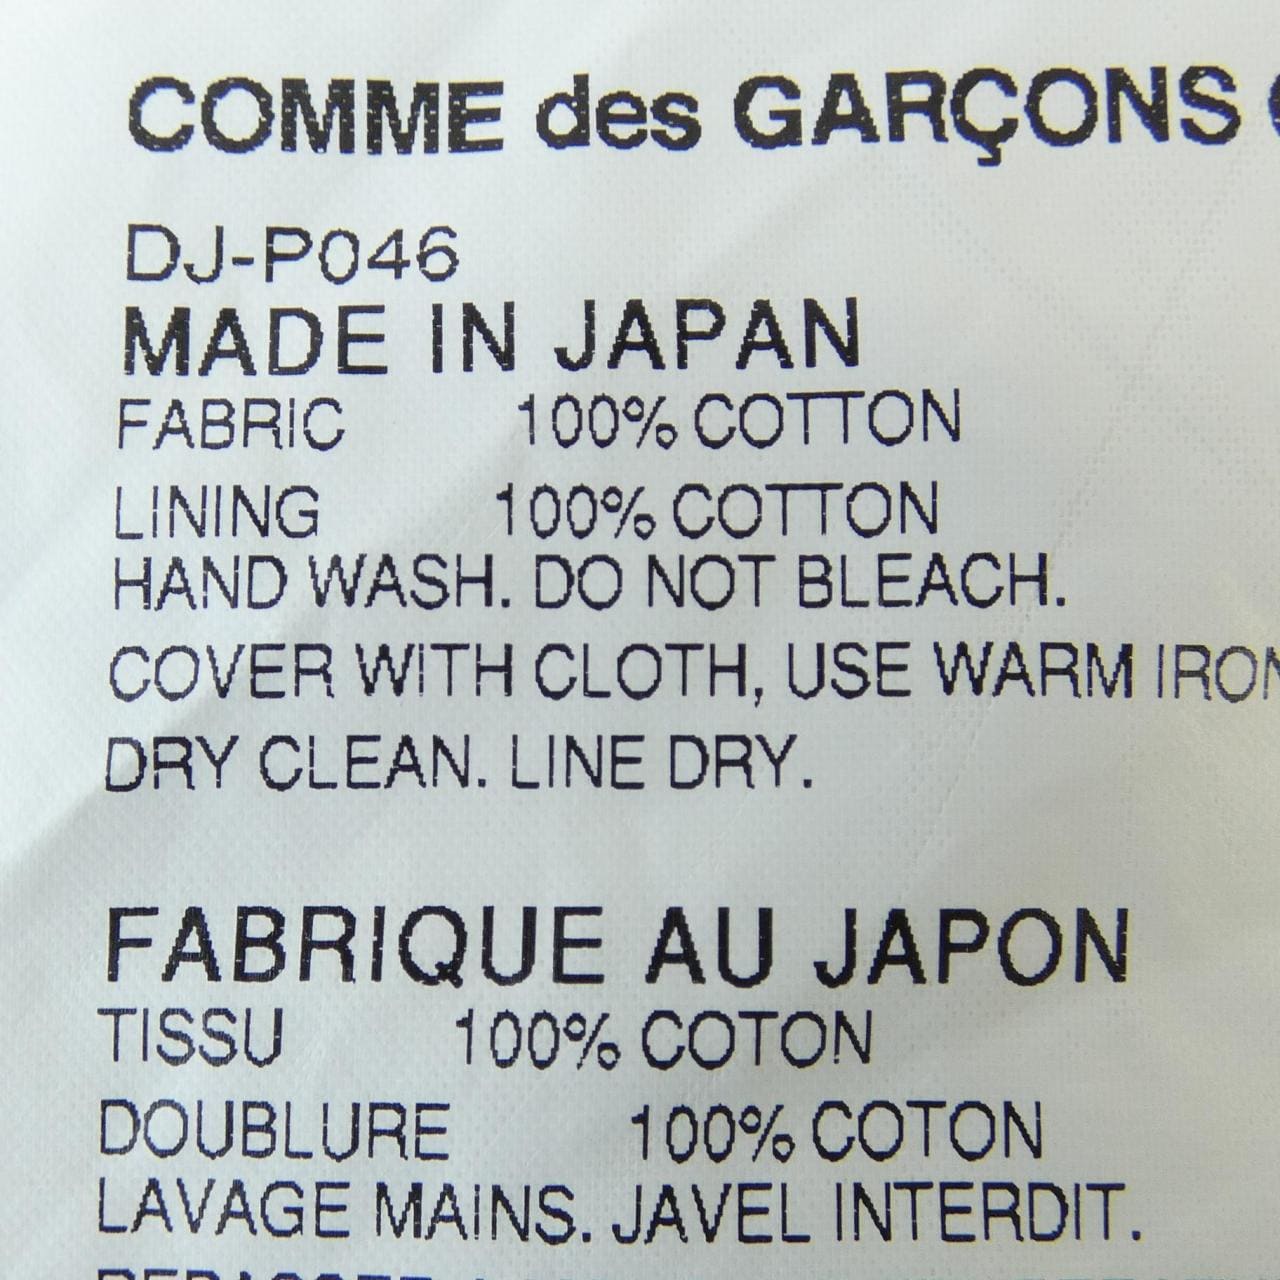 COMME des GARÇONS
DJ-P046
MADE IN JAPAN
FABRIC 100% COTTON
LINING 100% COTTON
HAND WASH. DO NOT BLEACH.
COVER WITH CLOTH, USE WARM IRON
DRY CLEAN. LINE DRY.
FABRIQUE AU JAPON
TISSU 100% COTON
DOUBLURE 100% COTON
LAVAGE MAINS. JAVEL INTERDIT.